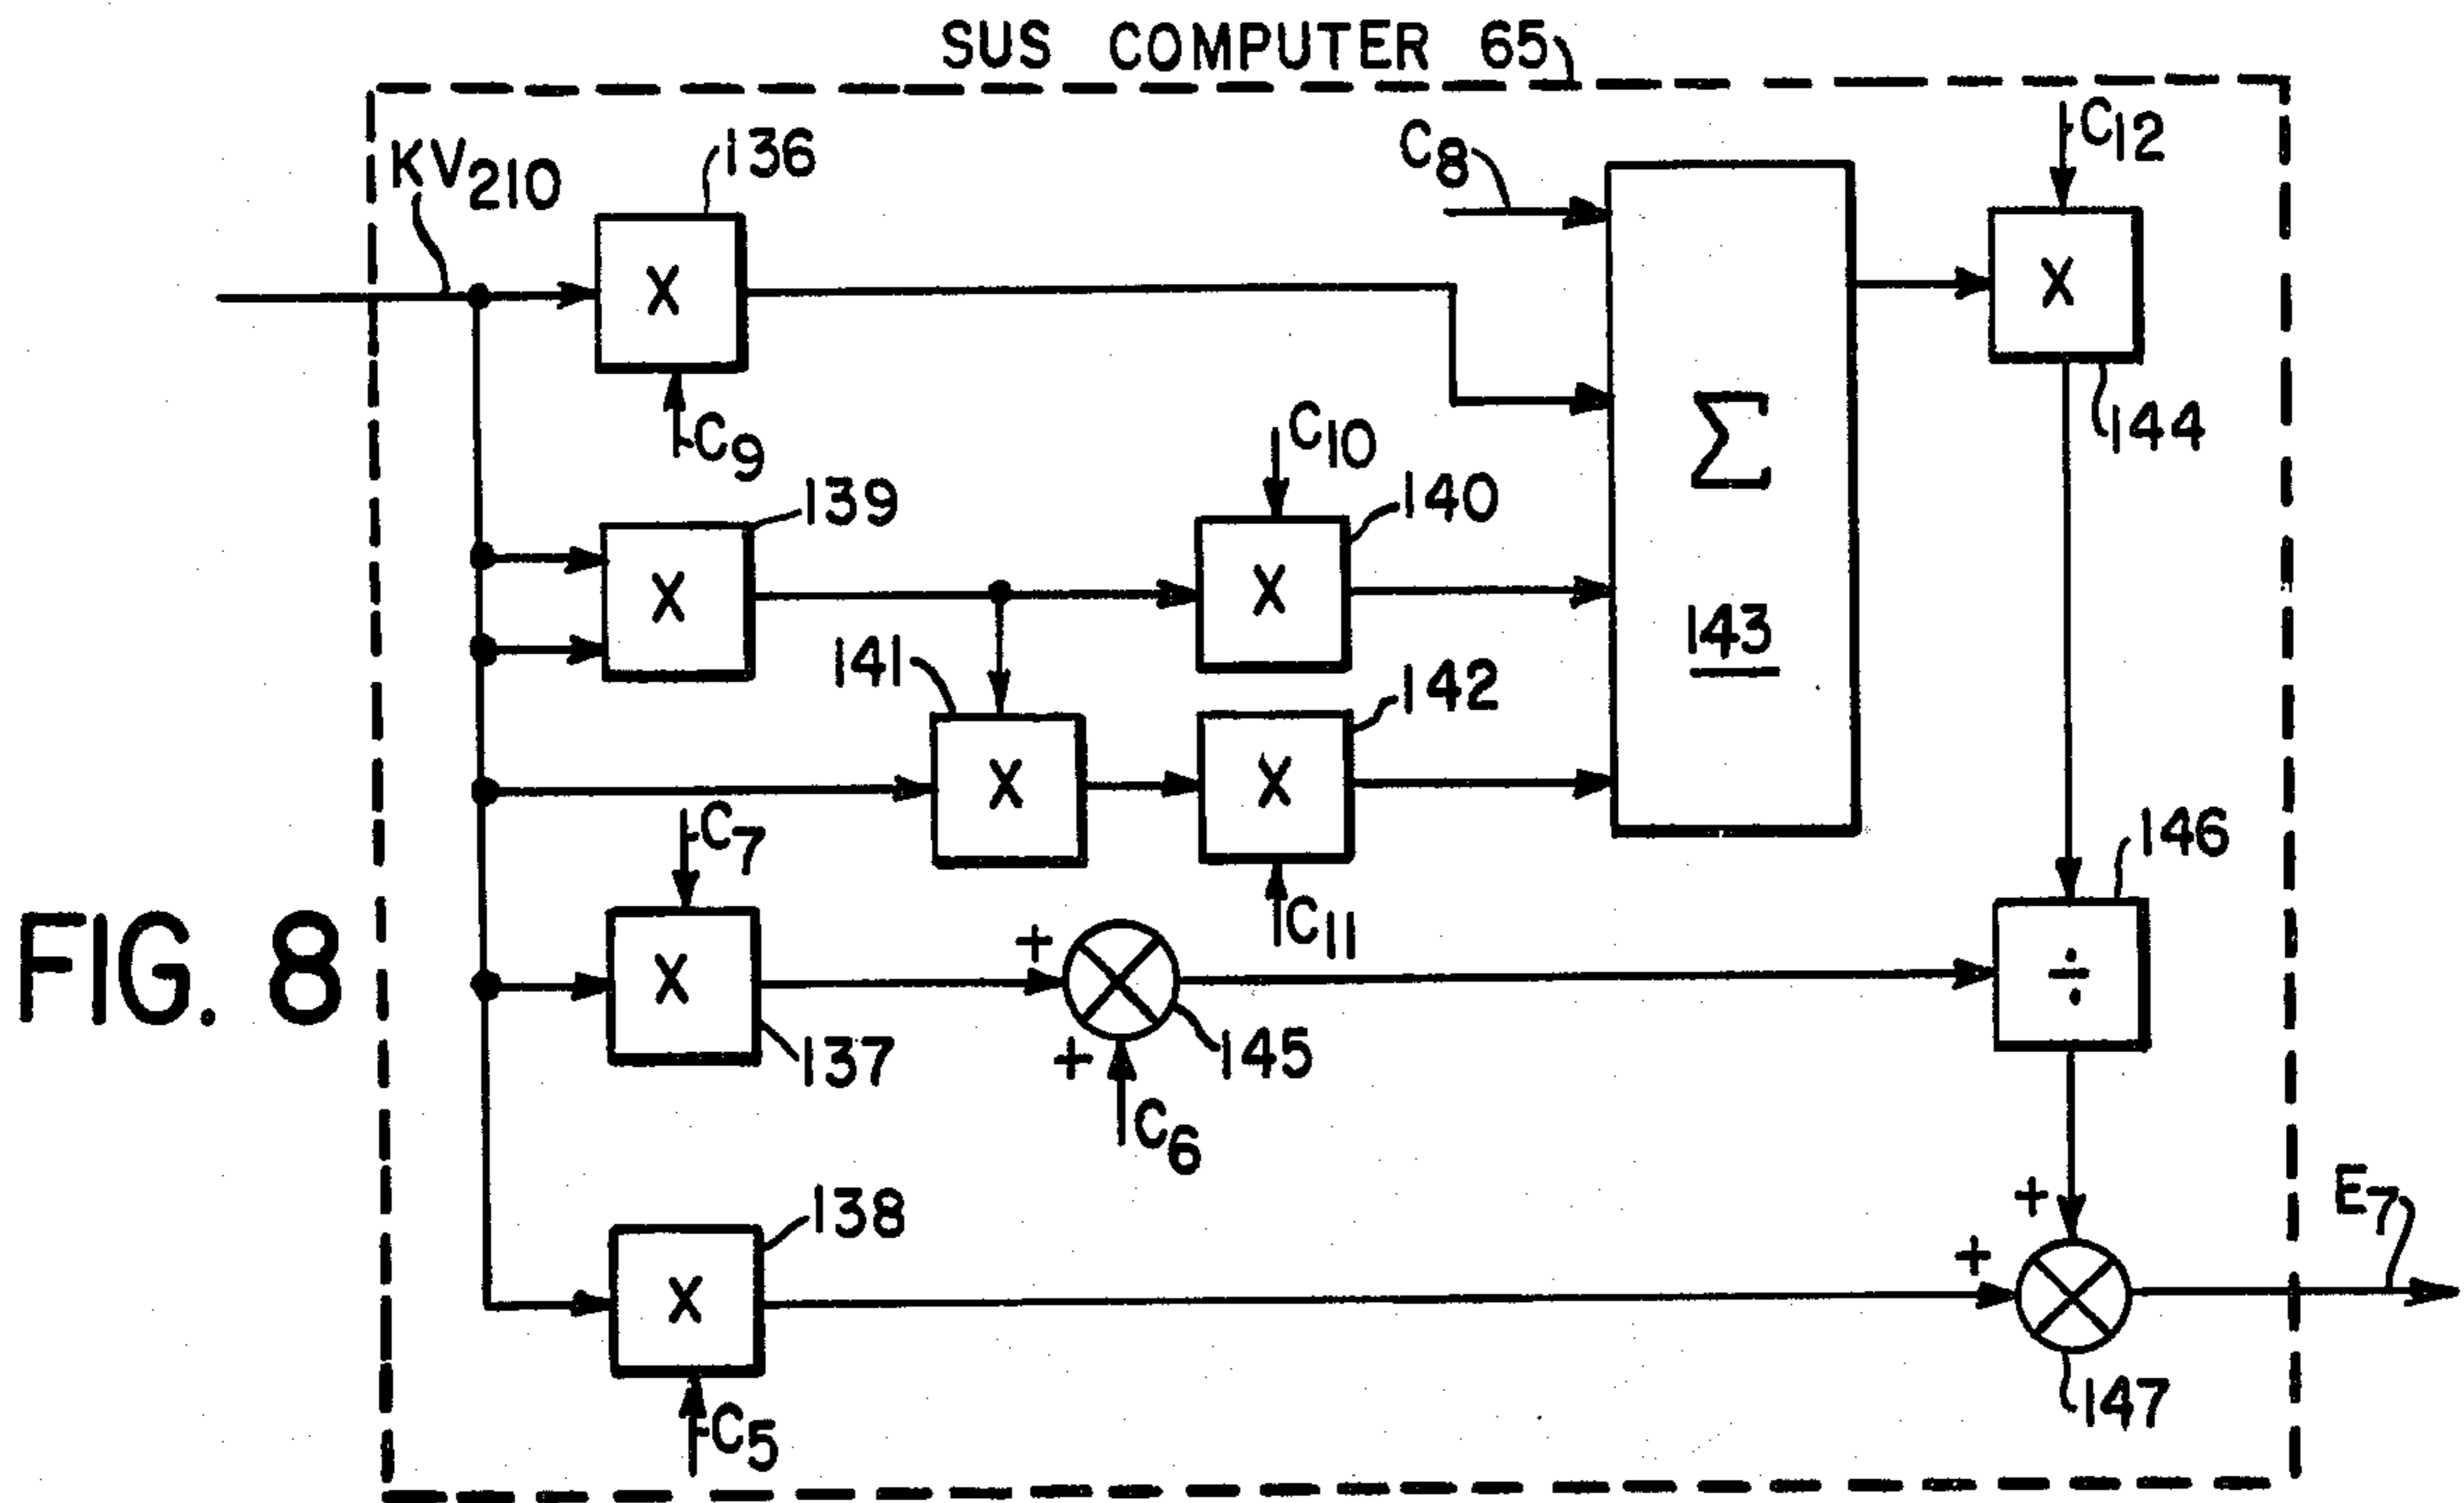 SUS COMPUTER 65
KV210
136
C8
C12
X
X
C9
144
C10
139
140
Σ
X
X
143
141
142
X
X
C7
146
C11
FIG. 8
X
+
÷
137
+
145
C6
138
+
E7
+
X
147
C5